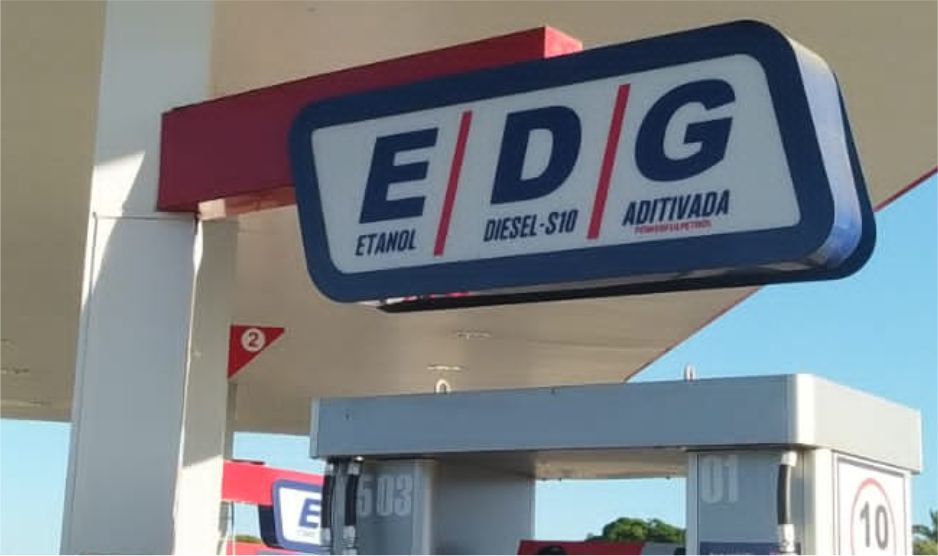 E/D/G
ETANOL DIESEL-S10 ADITIVADA
2
503 01
10
E